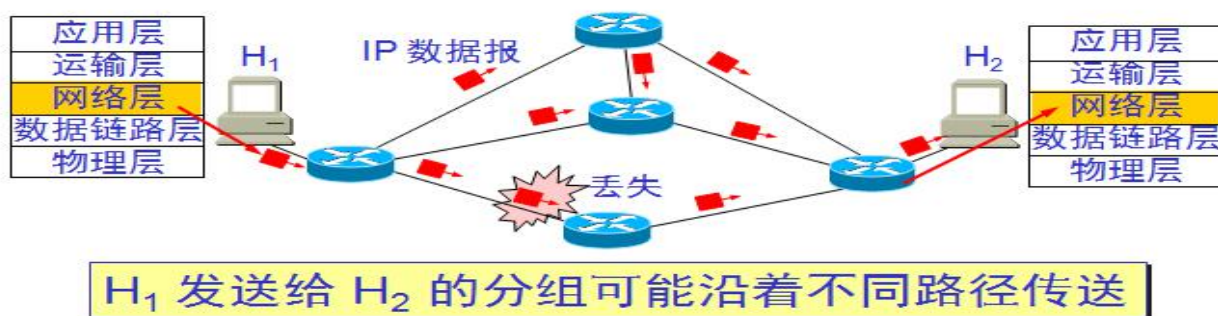 应用层
运输层
网络层
数据链路层
物理层
H₁
IP 数据报
丢失
H₂
应用层
运输层
网络层
数据链路层
物理层
H₁ 发送给 H₂ 的分组可能沿着不同路径传送